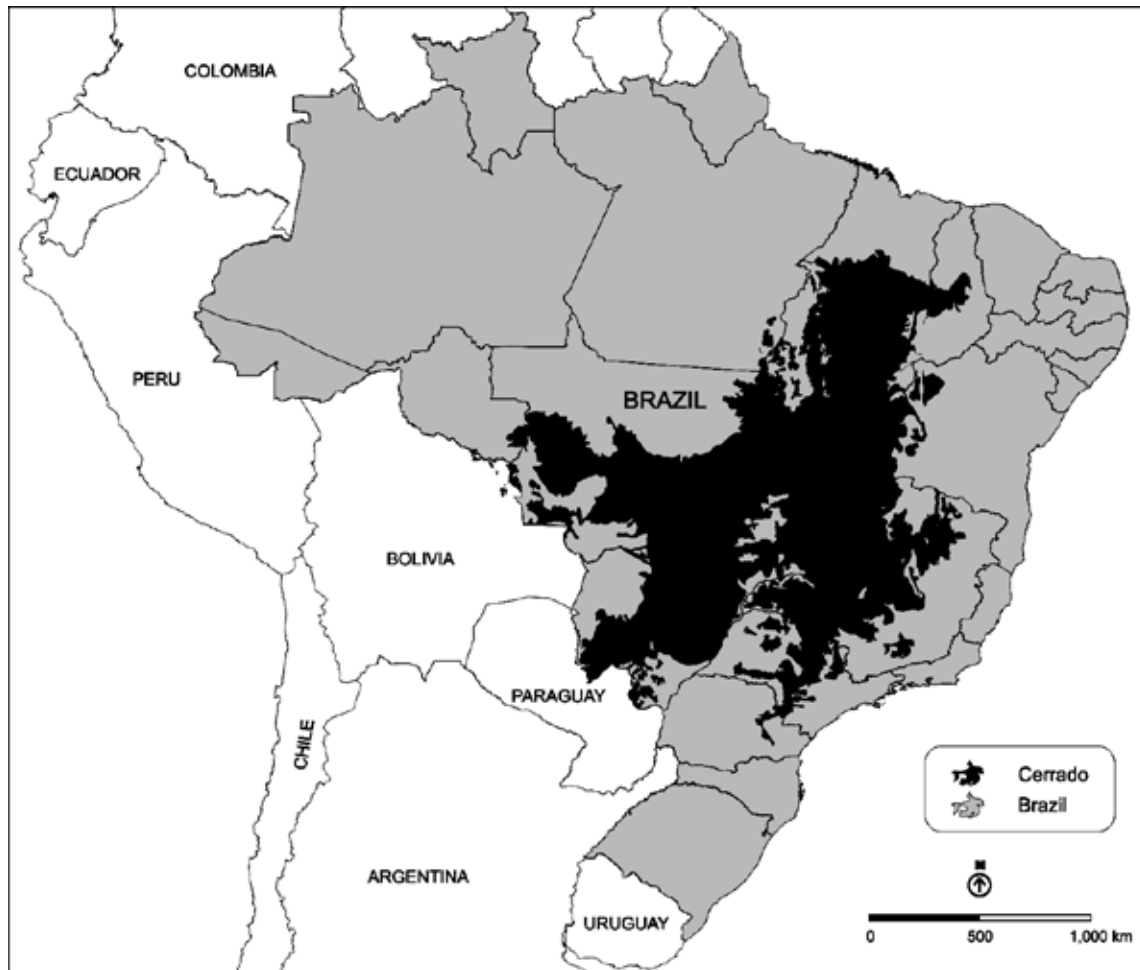 COLOMBIA
ECUADOR
PERU
BRAZIL
BOLIVIA
PARAGUAY
CHILE
ARGENTINA
URUGUAY
Cerrado
Brazil
N
0 500 1,000 km